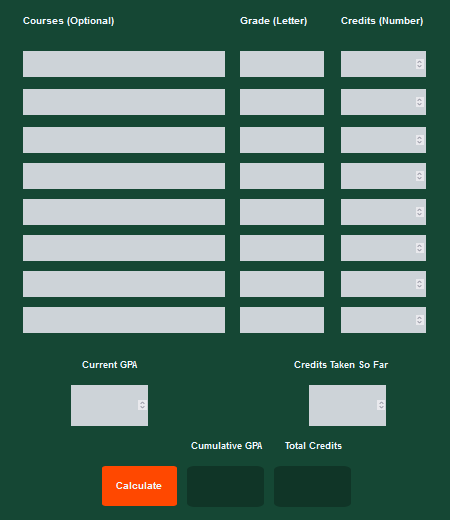 Courses (Optional) Grade (Letter) Credits (Number)
Current GPA Credits Taken So Far
Cumulative GPA Total Credits
Calculate